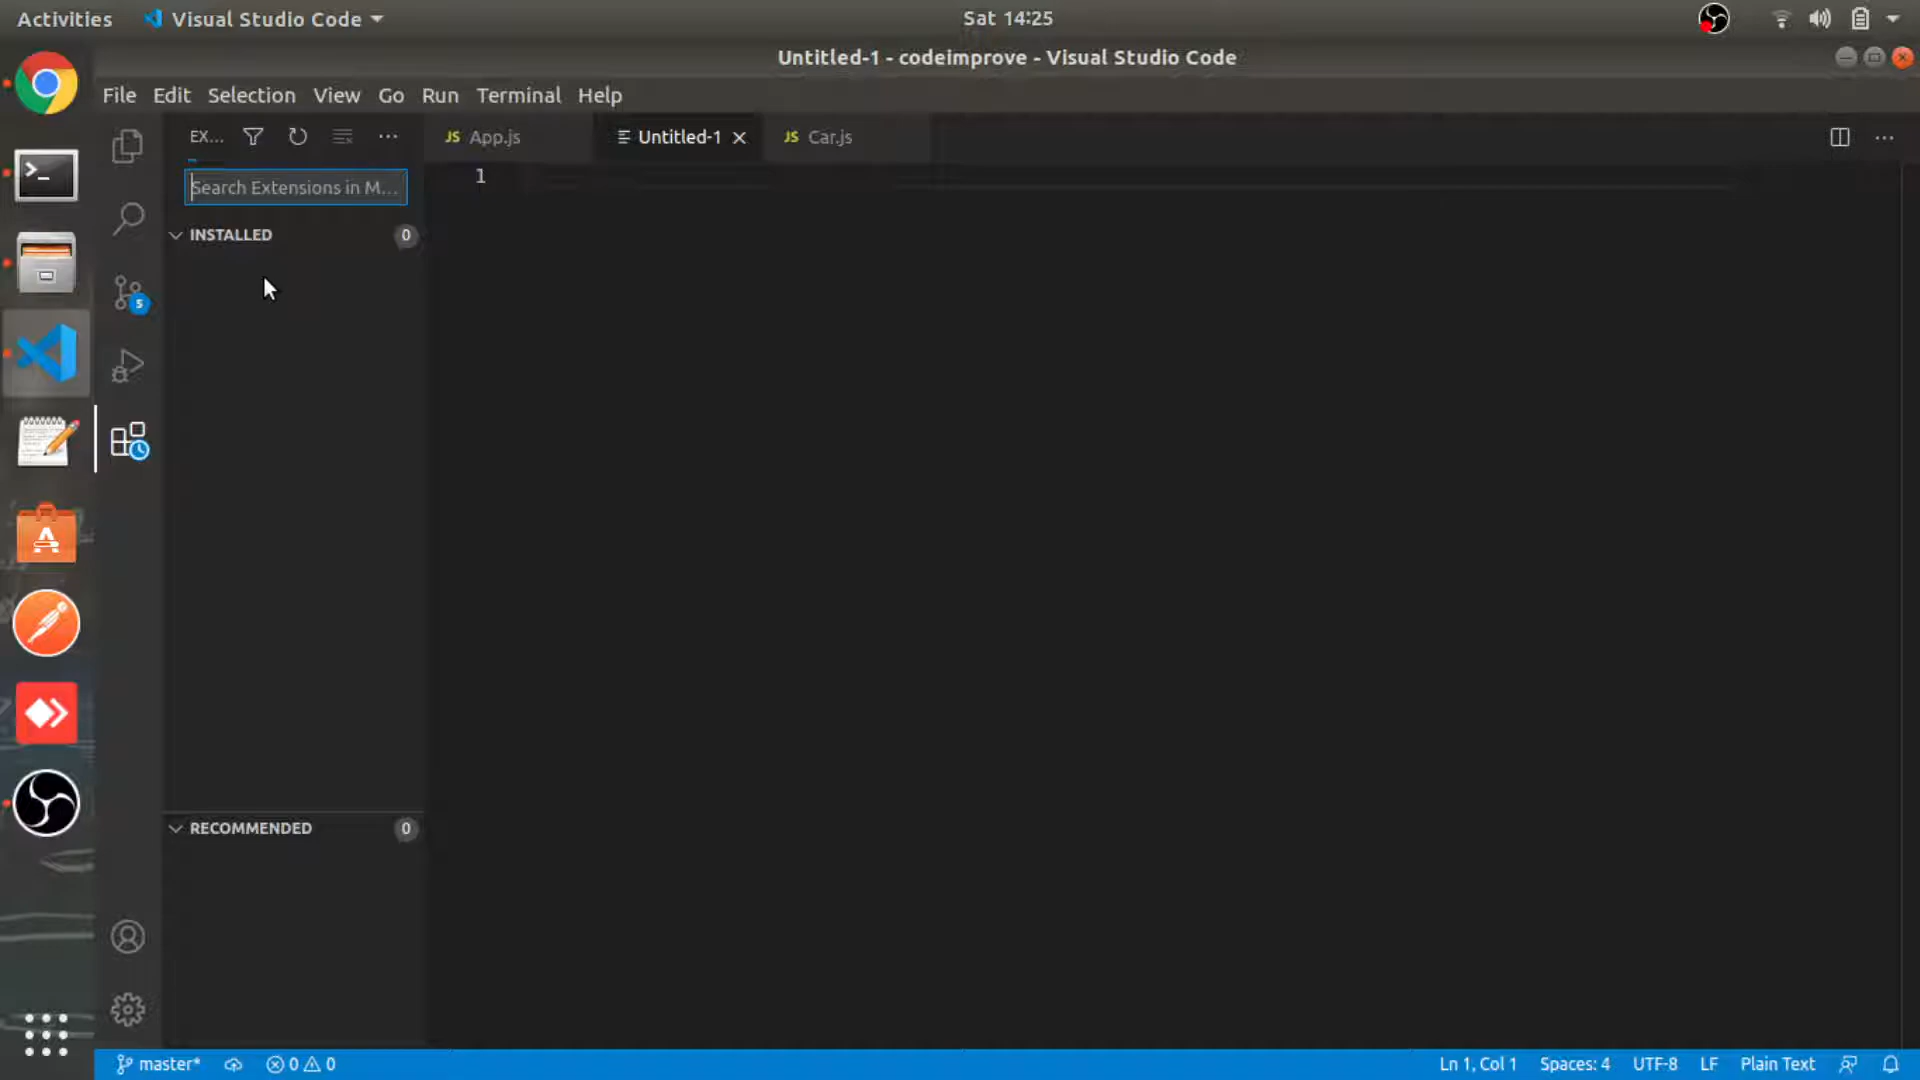 Activities
Visual Studio Code
Sat 14:25
Untitled-1 - codeimprove - Visual Studio Code
File Edit Selection View Go Run Terminal Help
EX...
JS App.js
Untitled-1
JS Car.js
Search Extensions in M...
1
INSTALLED
0
5
RECOMMENDED
0
master*
0
0
Ln 1, Col 1
Spaces: 4
UTF-8
LF
Plain Text